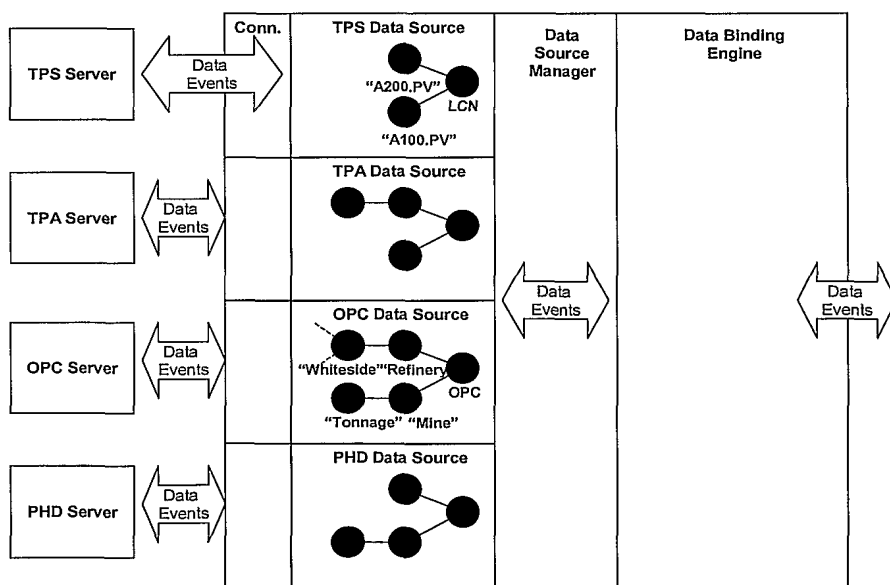 Conn.
TPS Data Source
Data
Source
Manager
Data Binding
Engine
TPS Server
Data
Events
"A200.PV"
LCN
"A100.PV"
TPA Data Source
TPA Server
Data
Events
Data
Events
Data
Events
OPC Data Source
OPC Server
Data
Events
"Whiteside"
"Refinery
OPC
"Tonnage"
"Mine"
PHD Data Source
PHD Server
Data
Events